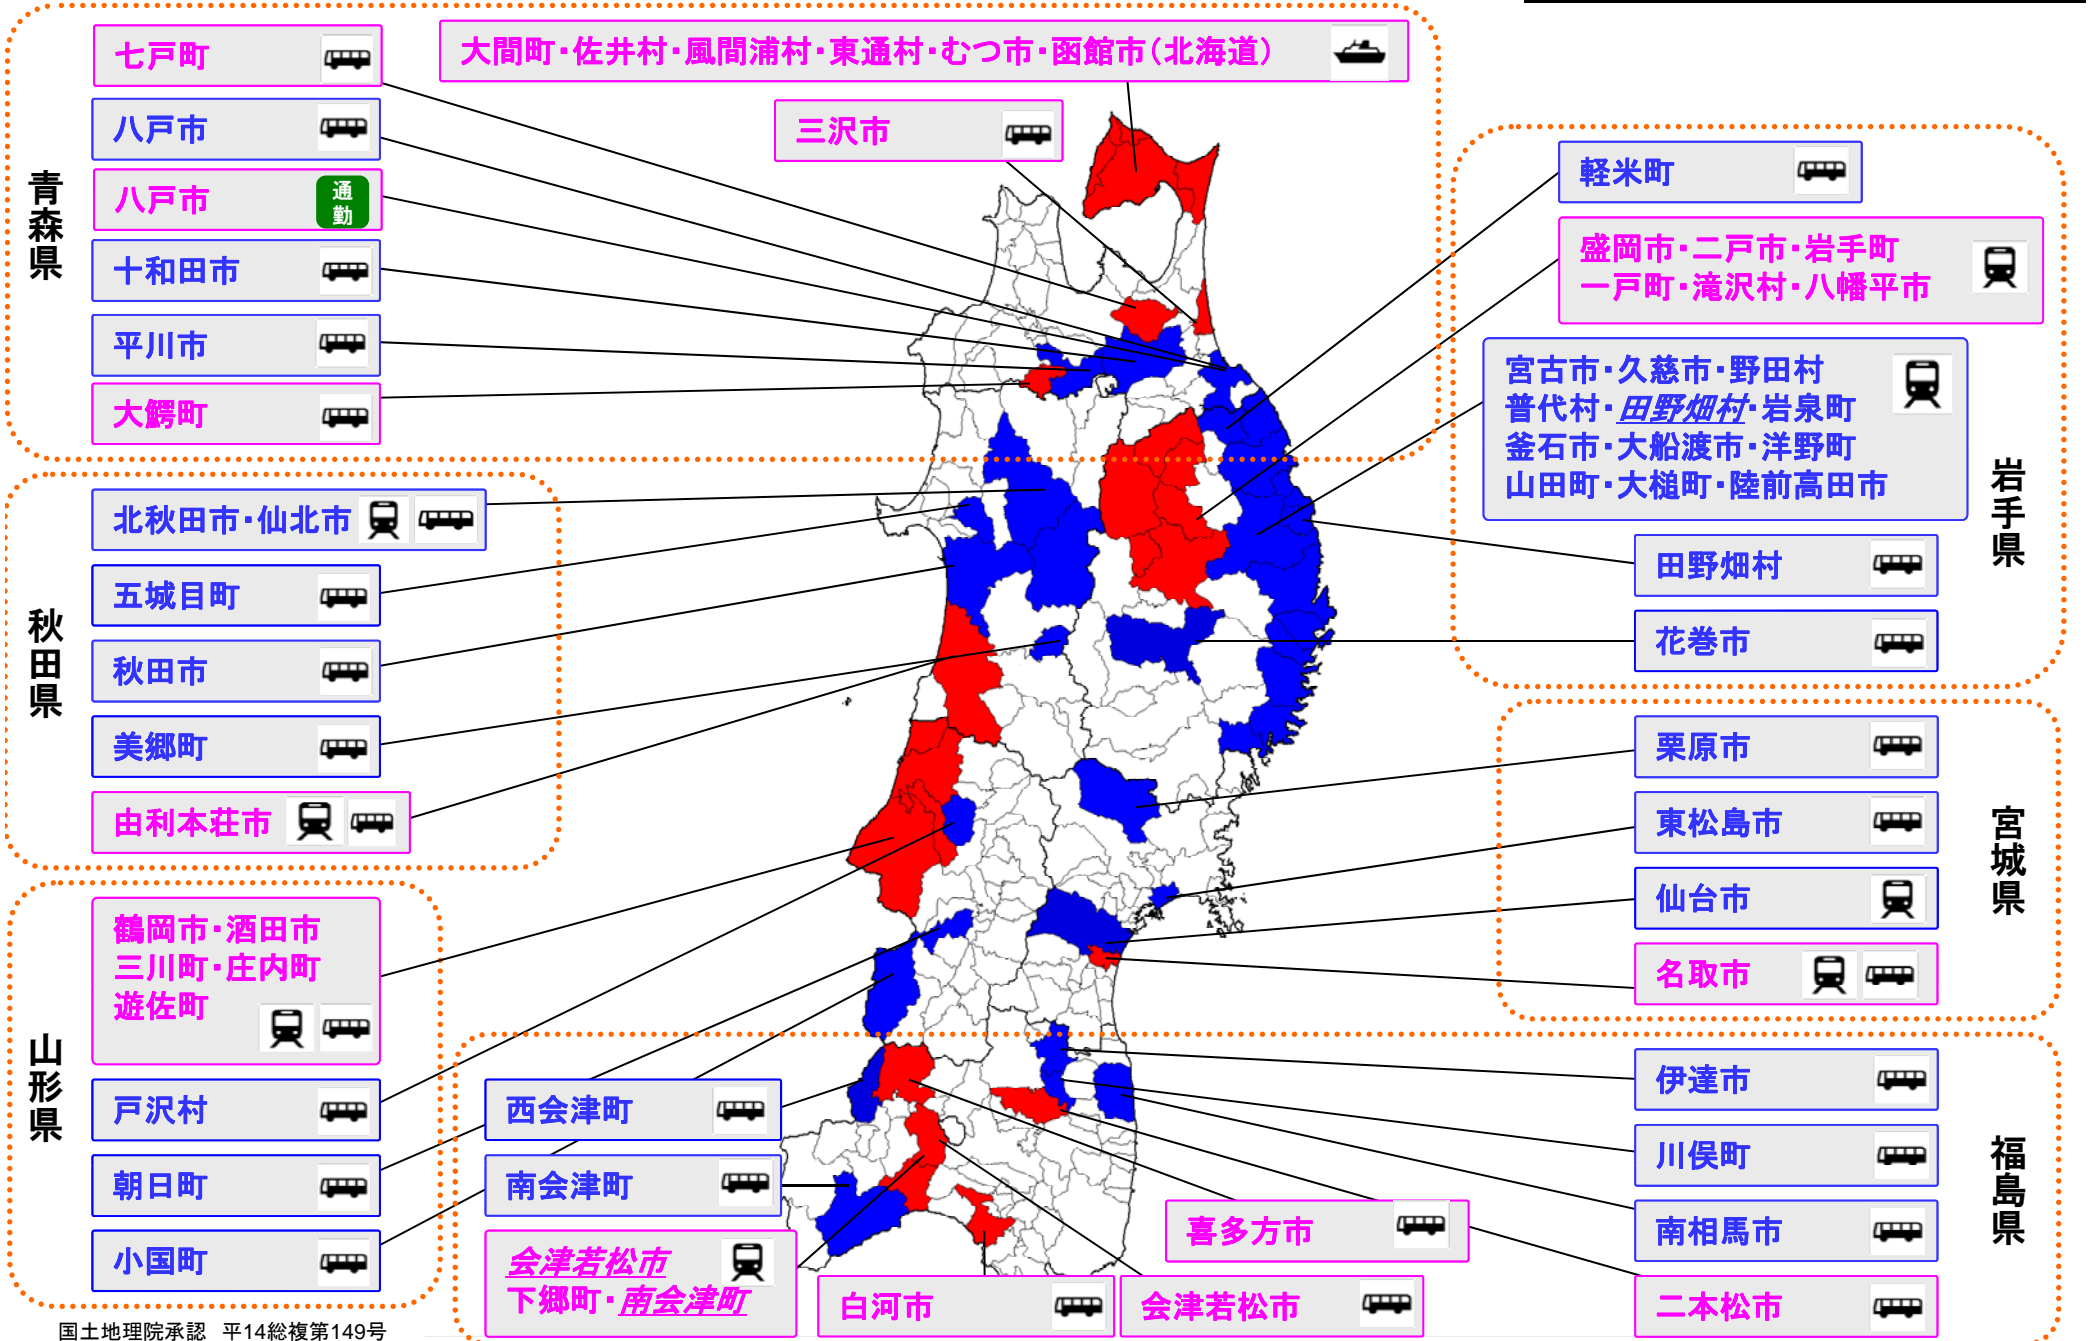 青森県
七戸町
八戸市
八戸市
通勤
十和田市
平川市
大鰐町
大間町・佐井村・風間浦村・東通村・むつ市・函館市(北海道)
三沢市
岩手県
軽米町
盛岡市・二戸市・岩手町
一戸町・滝沢村・八幡平市
宮古市・久慈市・野田村
普代村・田野畑村・岩泉町
釜石市・大船渡市・洋野町
山田町・大槌町・陸前高田市
田野畑村
花巻市
秋田県
北秋田市・仙北市
五城目町
秋田市
美郷町
由利本荘市
宮城県
栗原市
東松島市
仙台市
名取市
山形県
鶴岡市・酒田市
三川町・庄内町
遊佐町
戸沢村
朝日町
小国町
福島県
西会津町
南会津町
会津若松市
下郷町・南会津町
白河市
会津若松市
喜多方市
伊達市
川俣町
南相馬市
二本松市
国土地理院承認 平14総複第149号